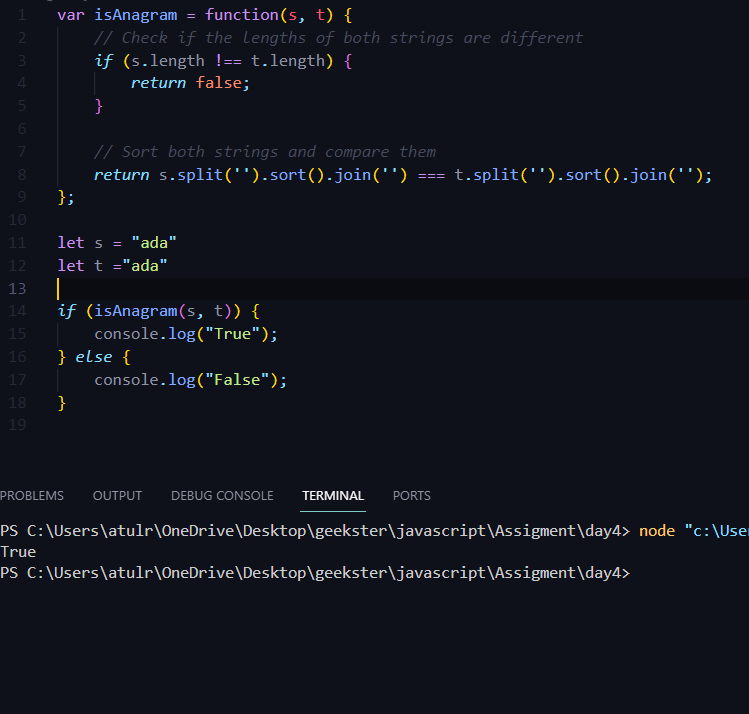 1 var isAnagram = function(s, t) {
2 // Check if the lengths of both strings are different
3 if (s.length !== t.length) {
4 return false;
5 }
6
7 // Sort both strings and compare them
8 return s.split('').sort().join('') === t.split('').sort().join('');
9 };
10
11 let s = "ada"
12 let t ="ada"
13
14 if (isAnagram(s, t)) {
15 console.log("True");
16 } else {
17 console.log("False");
18 }
19
PROBLEMS OUTPUT DEBUG CONSOLE TERMINAL PORTS
PS C:\Users\atulr\OneDrive\Desktop\geekster\javascript\Assigment\day4> node "c:\Use
True
PS C:\Users\atulr\OneDrive\Desktop\geekster\javascript\Assigment\day4>